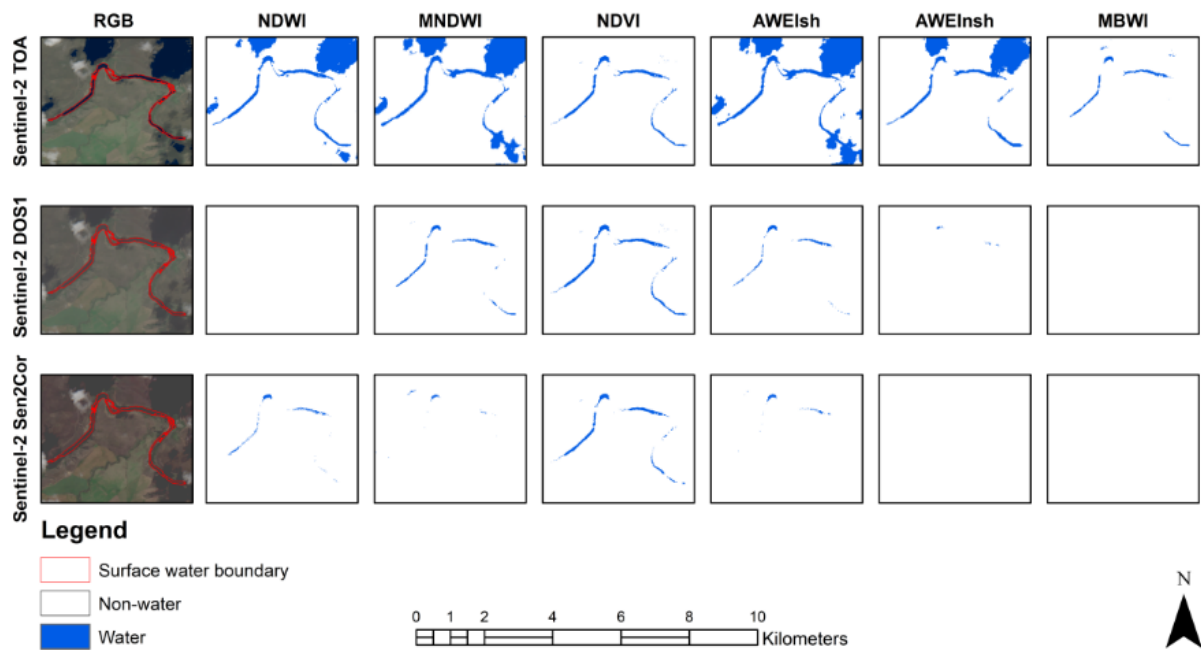 RGB NDWI MNDWI NDVI AWEIsh AWEInsh MBWI
Sentinel-2 TOA
Sentinel-2 DOS1
Sentinel-2 Sen2Cor
Legend
Surface water boundary
Non-water
Water
0 1 2 4 6 8 10
Kilometers
N